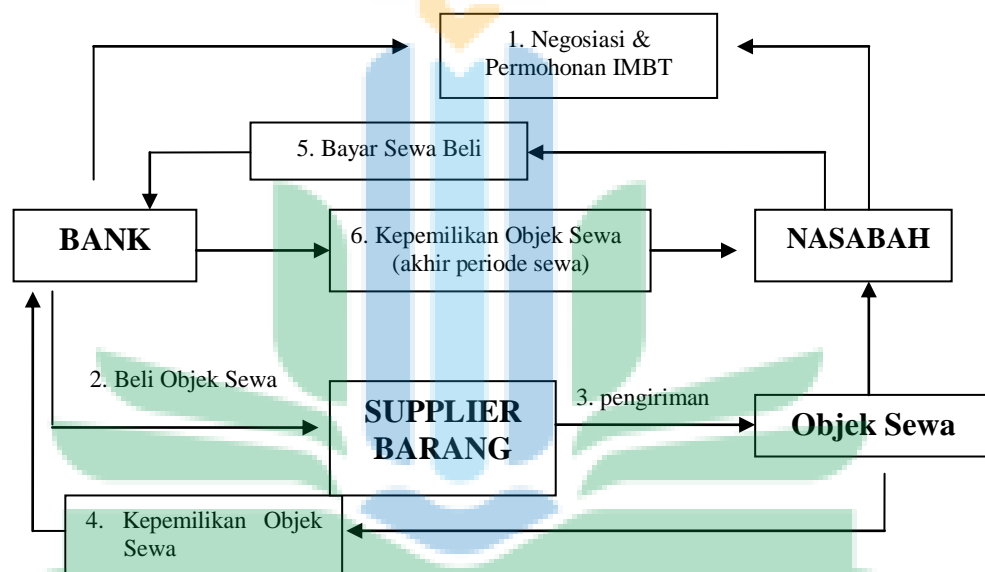 1. Negosiasi &
Permohonan IMBT
5. Bayar Sewa Beli
BANK
6. Kepemilikan Objek Sewa
(akhir periode sewa)
NASABAH
2. Beli Objek Sewa
SUPPLIER
BARANG
3. pengiriman
Objek Sewa
4. Kepemilikan Objek
Sewa